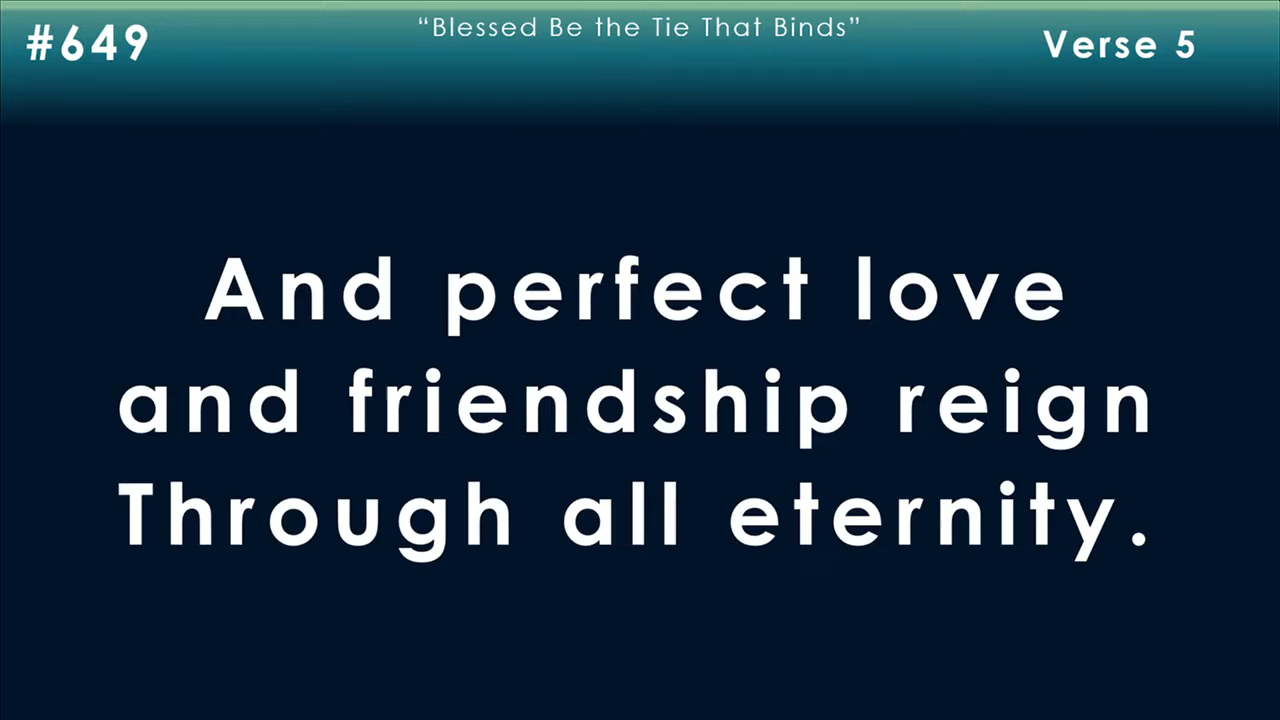 #649
“Blessed Be the Tie That Binds”
Verse 5
And perfect love
and friendship reign
Through all eternity.